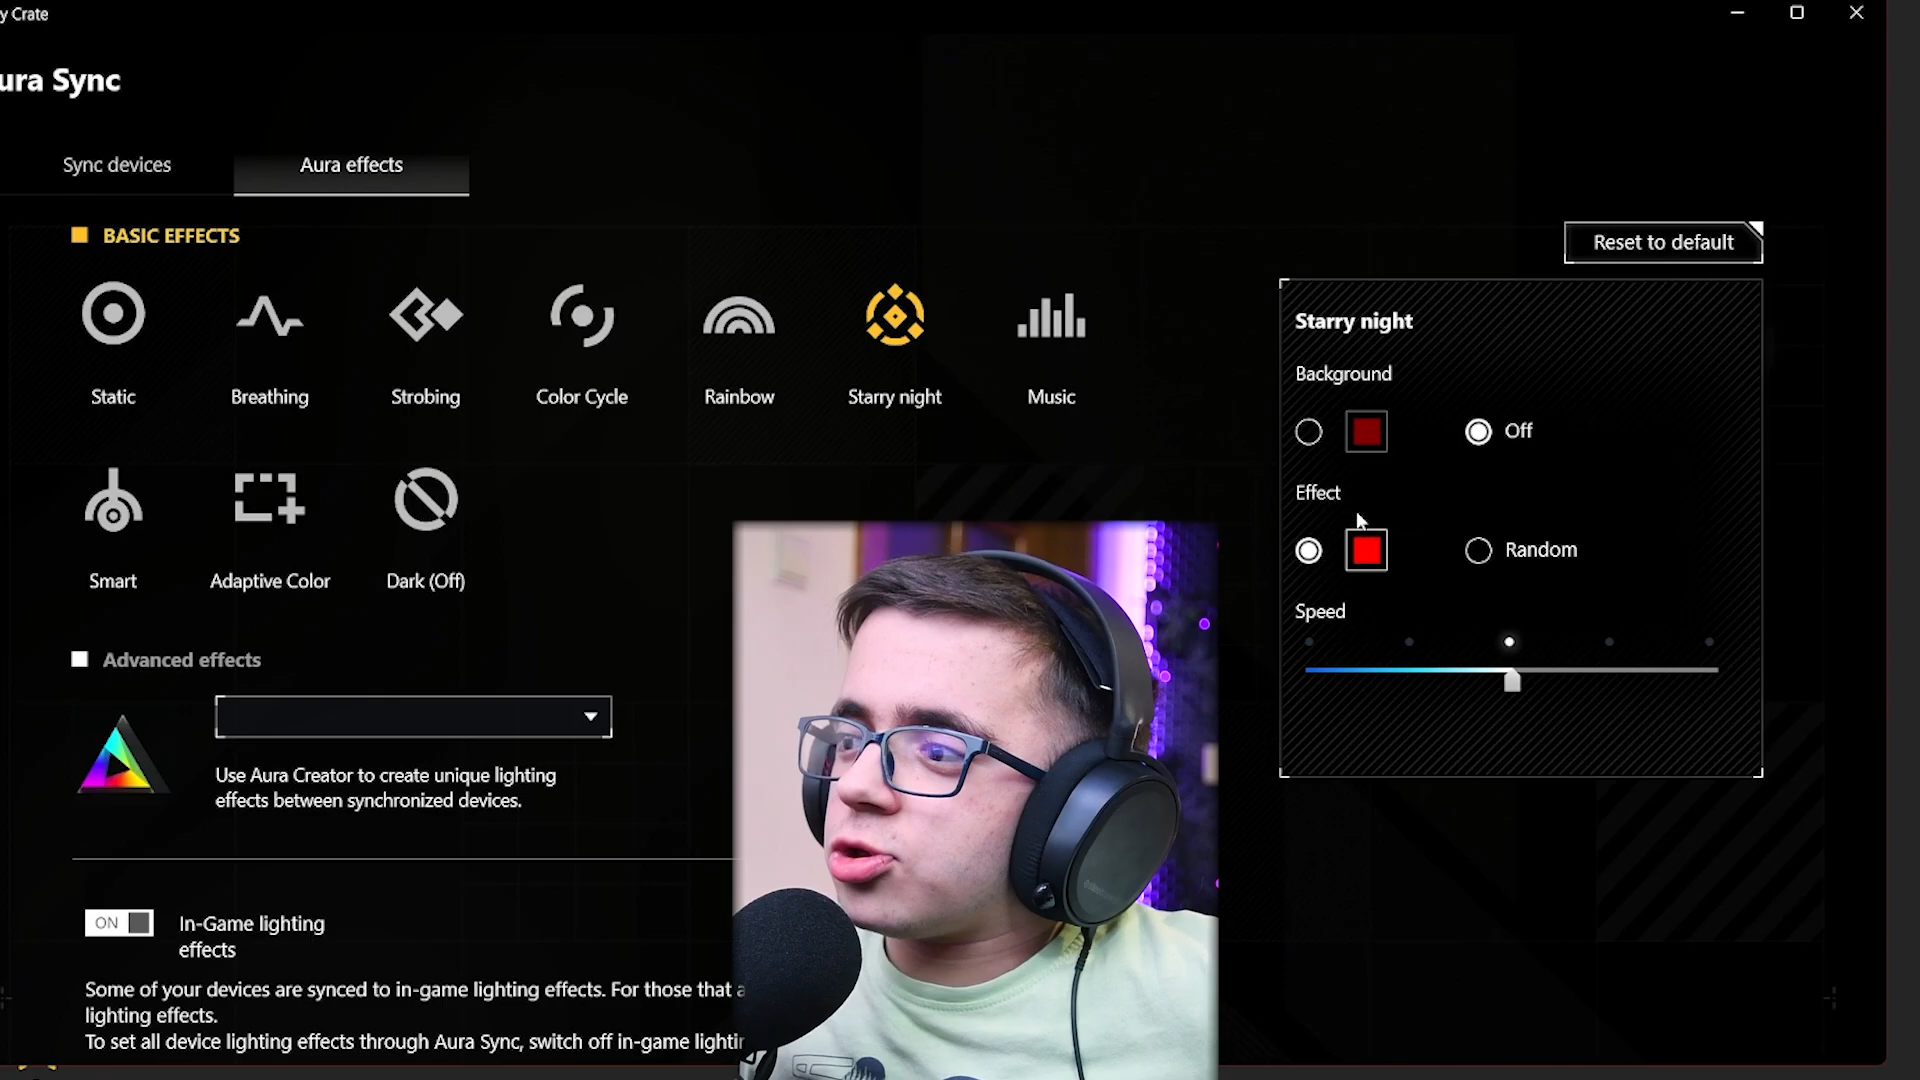 y Crate
ura Sync
Sync devices
Aura effects
BASIC EFFECTS
Reset to default
Static
Breathing
Strobing
Color Cycle
Rainbow
Starry night
Music
Smart
Adaptive Color
Dark (Off)
Starry night
Background
Off
Effect
Random
Speed
Advanced effects
Use Aura Creator to create unique lighting
effects between synchronized devices.
ON
In-Game lighting
effects
Some of your devices are synced to in-game lighting effects. For those that a
lighting effects.
To set all device lighting effects through Aura Sync, switch off in-game lightin